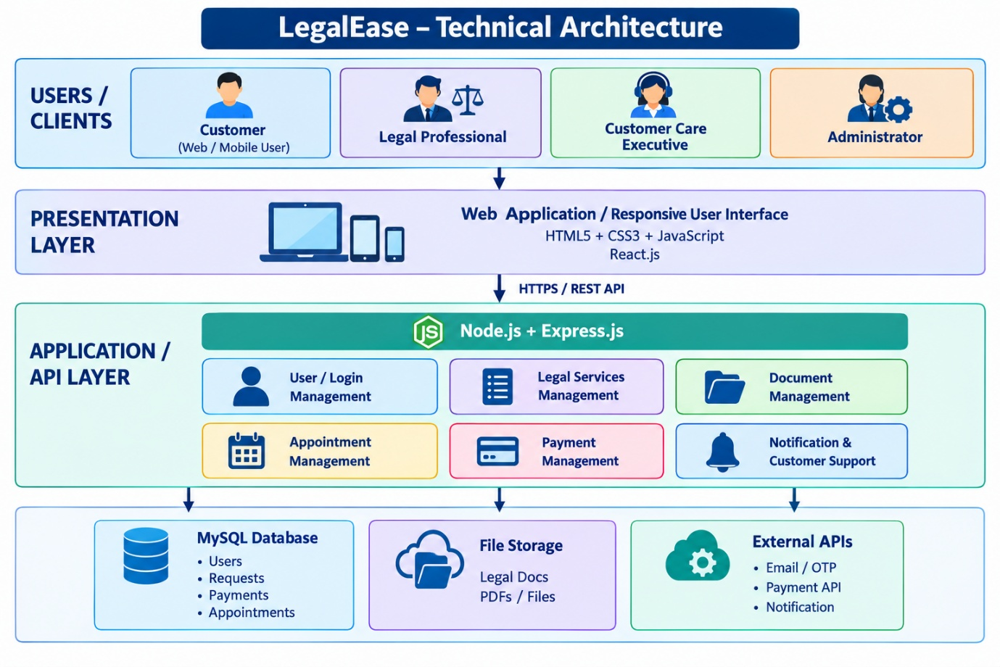 LegalEase – Technical Architecture
USERS /
CLIENTS
Customer
(Web / Mobile User)
Legal Professional
Customer Care
Executive
Administrator
PRESENTATION
LAYER
Web Application / Responsive User Interface
HTML5 + CSS3 + JavaScript
React.js
HTTPS / REST API
APPLICATION /
API LAYER
JS
Node.js + Express.js
User / Login
Management
Legal Services
Management
Document
Management
Appointment
Management
Payment
Management
Notification &
Customer Support
MySQL Database
• Users
• Requests
• Payments
• Appointments
File Storage
Legal Docs
PDFs / Files
External APIs
• Email / OTP
• Payment API
• Notification